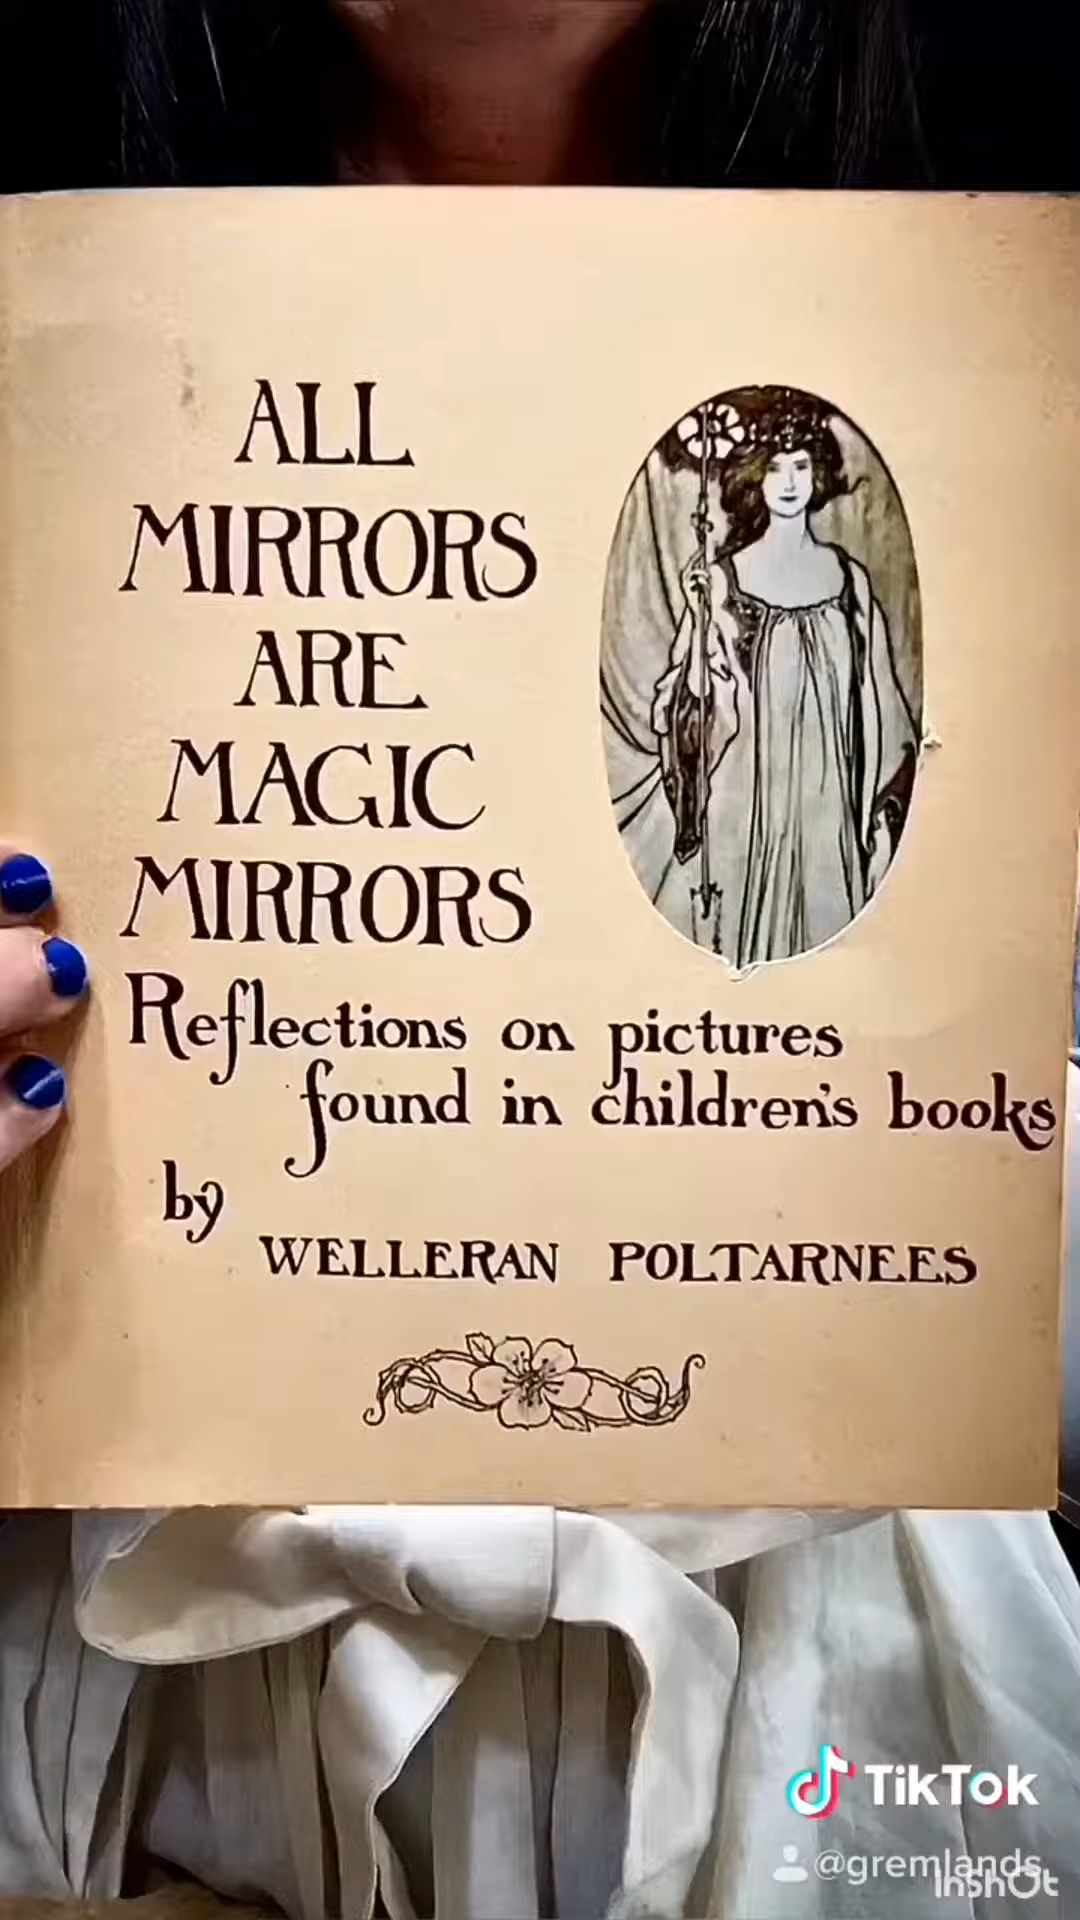 ALL
MIRRORS
ARE
MAGIC
MIRRORS
Reflections on pictures
found in children's books
by
WELLERAN POLTARNEES
TikTok
@gremlands
InShOt